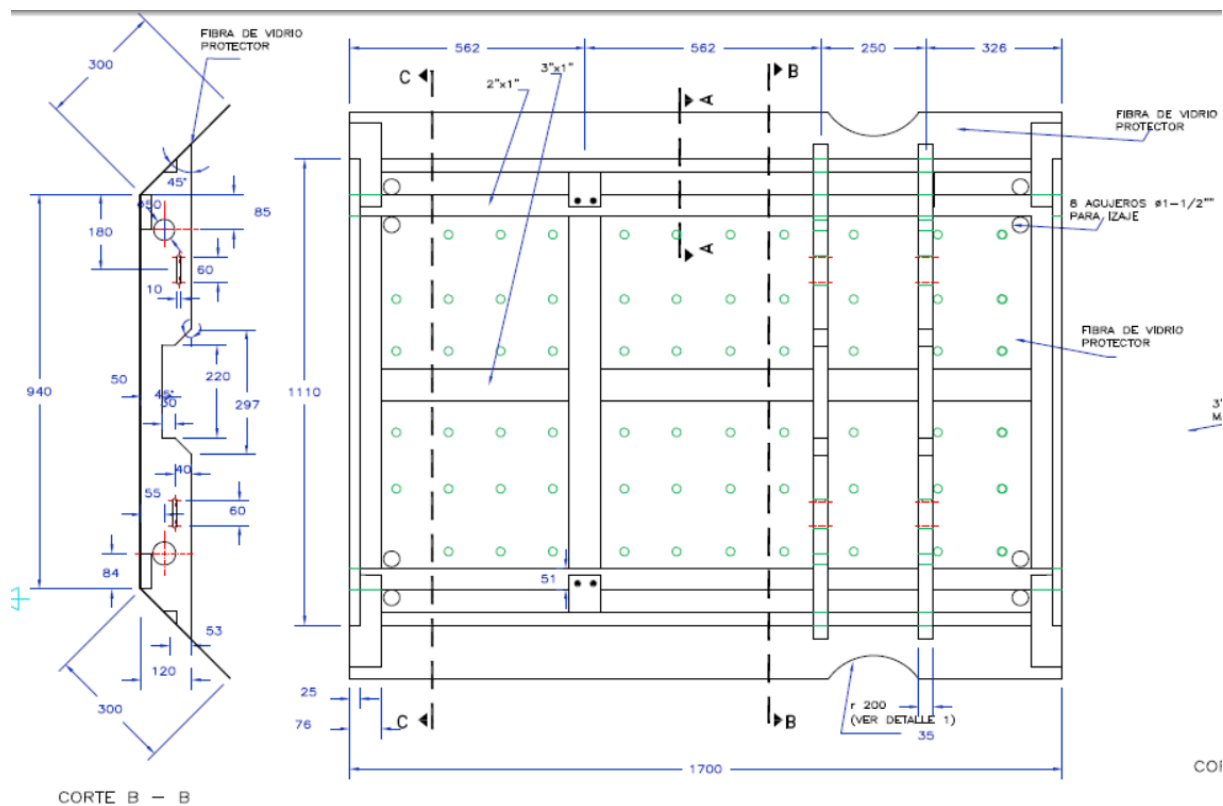 FIBRA DE VIDRIO
PROTECTOR
300
45°
85
180
60
10
940
50
45°
30
220
297
40
55
60
84
53
120
300
CORTE B - B
562
562
250
326
C
2"x1"
3"x1"
A
B
FIBRA DE VIDRIO
PROTECTOR
8 AGUJEROS ø1-1/2""
PARA IZAJE
A
FIBRA DE VIDRIO
PROTECTOR
1110
51
25
76
C
B
r 200
(VER DETALLE 1)
35
1700
3"